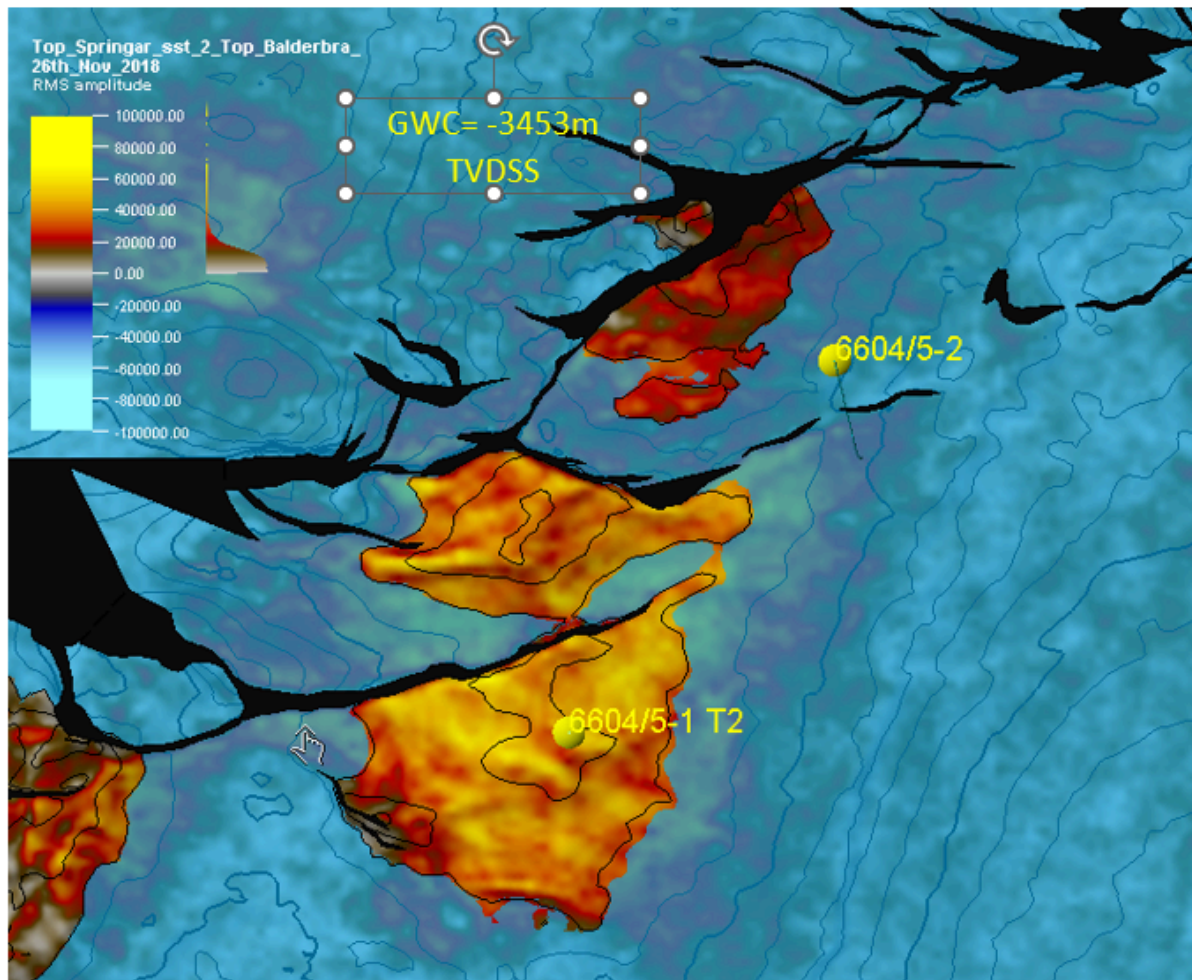 Top_Springar_sst_2_Top_Balderbra_
26th_Nov_2018
RMS amplitude
100000.00
80000.00
60000.00
40000.00
20000.00
0.00
-20000.00
-40000.00
-60000.00
-80000.00
-100000.00
GWC= -3453m
TVDSS
6604/5-2
6604/5-1 T2